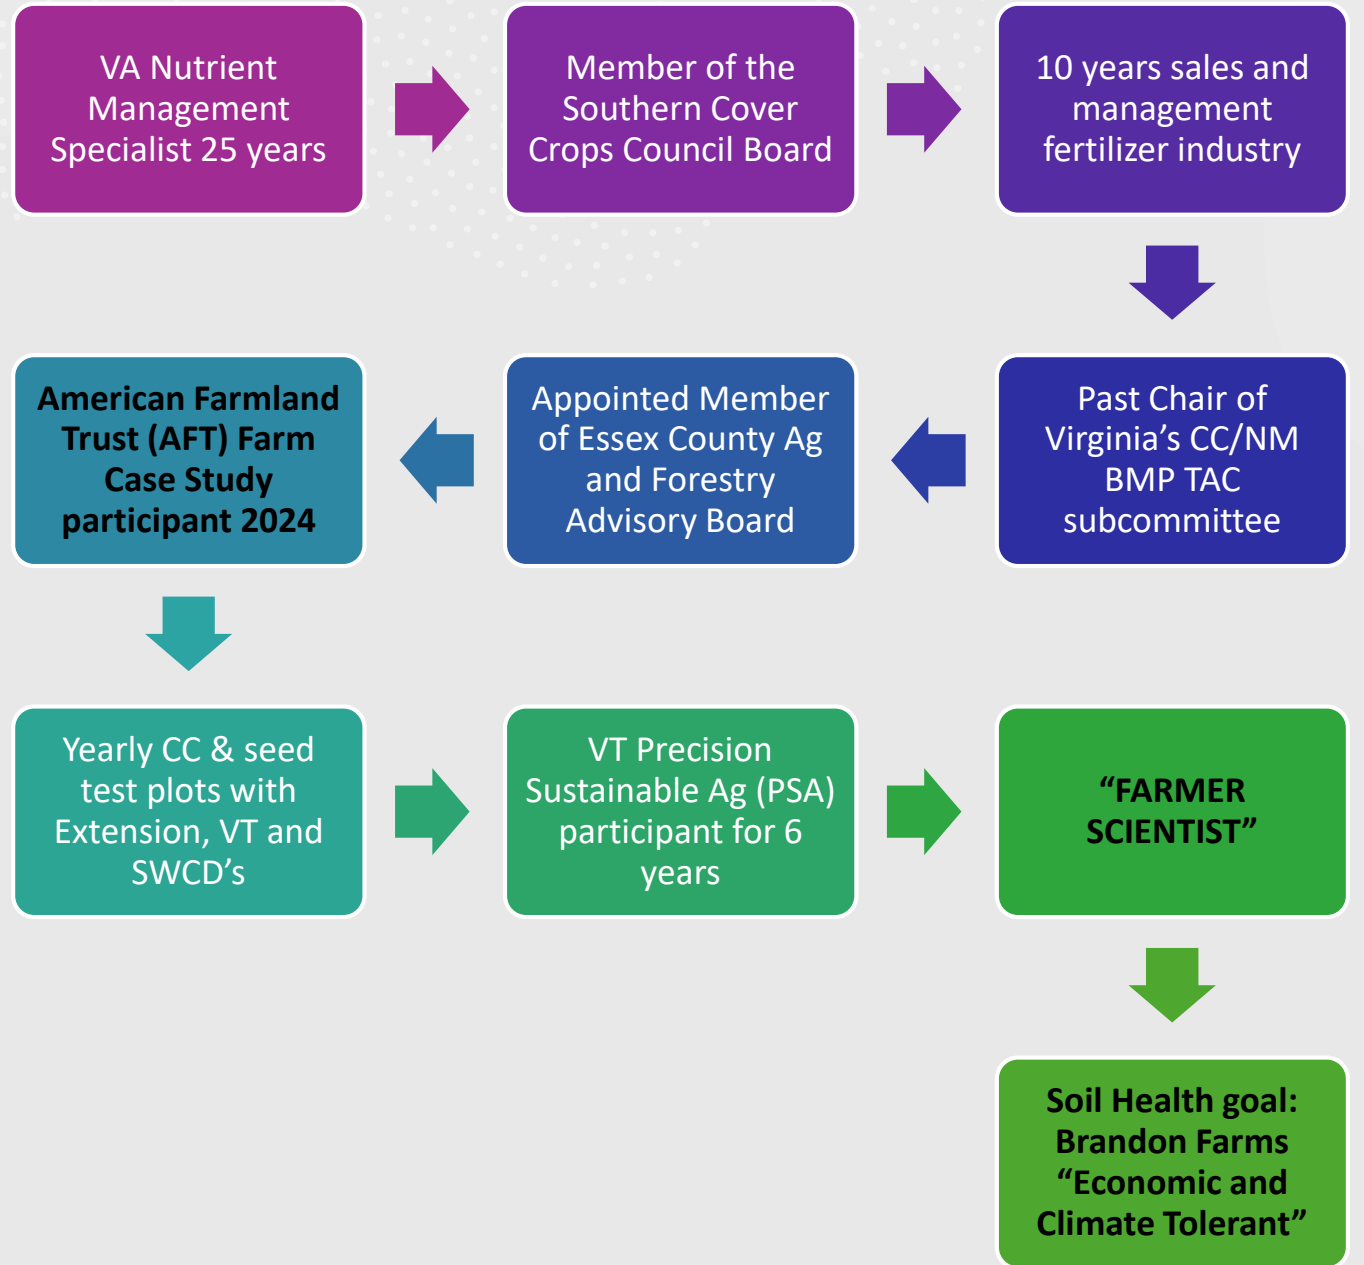 VA Nutrient
Management
Specialist 25 years
Member of the
Southern Cover
Crops Council Board
10 years sales and
management
fertilizer industry
Past Chair of
Virginia’s CC/NM
BMP TAC
subcommittee
Appointed Member
of Essex County Ag
and Forestry
Advisory Board
American Farmland
Trust (AFT) Farm
Case Study
participant 2024
Yearly CC & seed
test plots with
Extension, VT and
SWCD’s
VT Precision
Sustainable Ag (PSA)
participant for 6
years
“FARMER
SCIENTIST”
Soil Health goal:
Brandon Farms
“Economic and
Climate Tolerant”